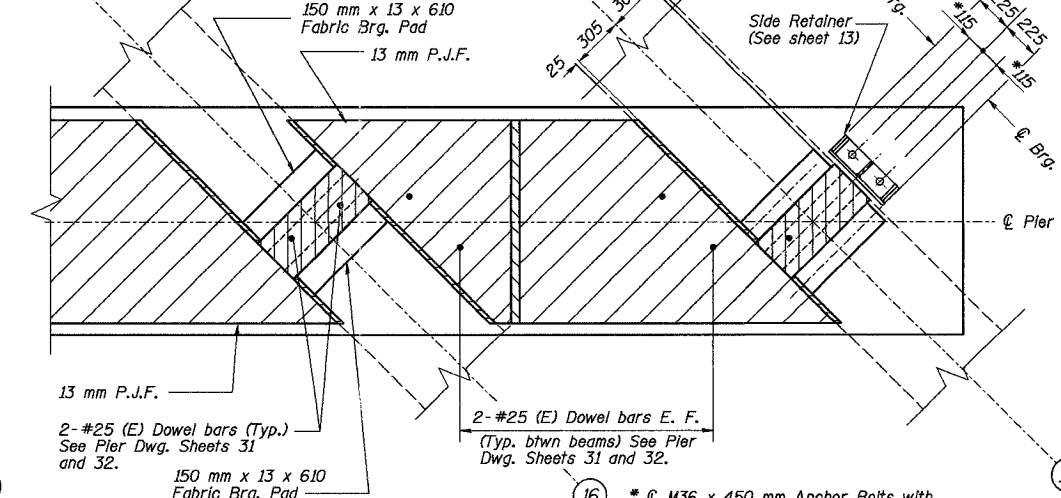 150 mm x 13 x 610
Fabric Brg. Pad
13 mm P.J.F.
Side Retainer
(See sheet 13)
Brg.
305
25
*115
225
*115
℄ Brg.
℄ Pier
13 mm P.J.F.
2-#25 (E) Dowel bars (Typ.)
See Pier Dwg. Sheets 31
and 32.
150 mm x 13 x 610
Fabric Brg. Pad
2-#25 (E) Dowel bars E. F.
(Typ. btwn beams) See Pier
Dwg. Sheets 31 and 32.
16
* ℄ M36 x 450 mm Anchor Bolts with